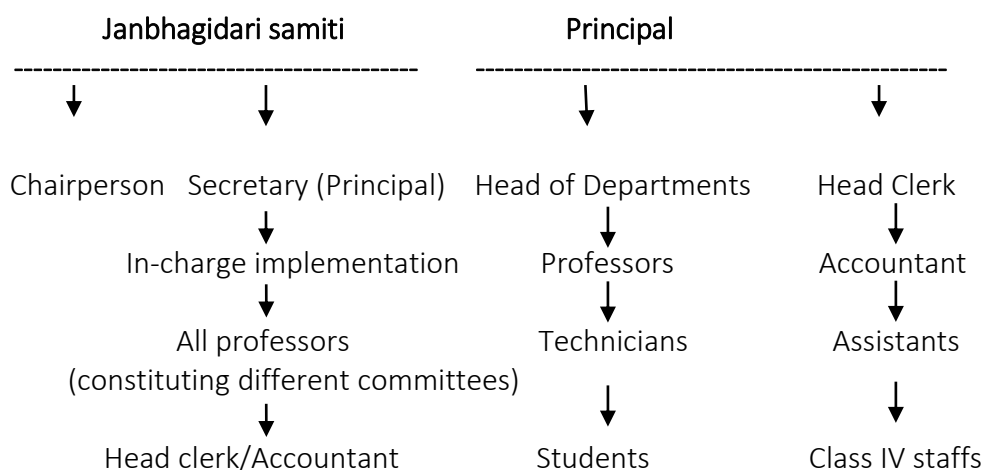 Janbhagidari samiti Principal
------------------------------------------ -------------------------------------------------
Chairperson Secretary (Principal) Head of Departments Head Clerk
In-charge implementation Professors Accountant
All professors Technicians Assistants
(constituting different committees)
Head clerk/Accountant Students Class IV staffs